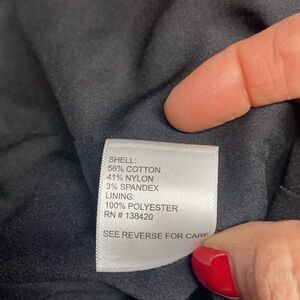 SHELL:
56% COTTON
41% NYLON
3% SPANDEX
LINING:
100% POLYESTER
RN # 138420
SEE REVERSE FOR CARE